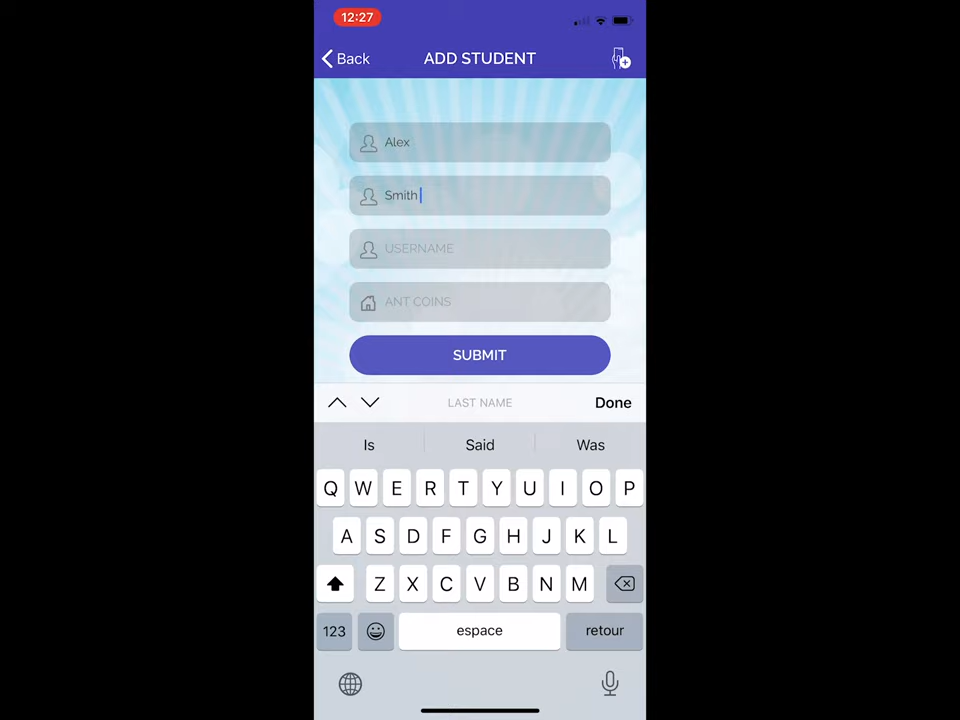 12:27
Back
ADD STUDENT
Alex
Smith
USERNAME
ANT COINS
SUBMIT
LAST NAME
Done
Is Said Was
Q W E R T Y U I O P
A S D F G H J K L
Z X C V B N M
123 espace retour